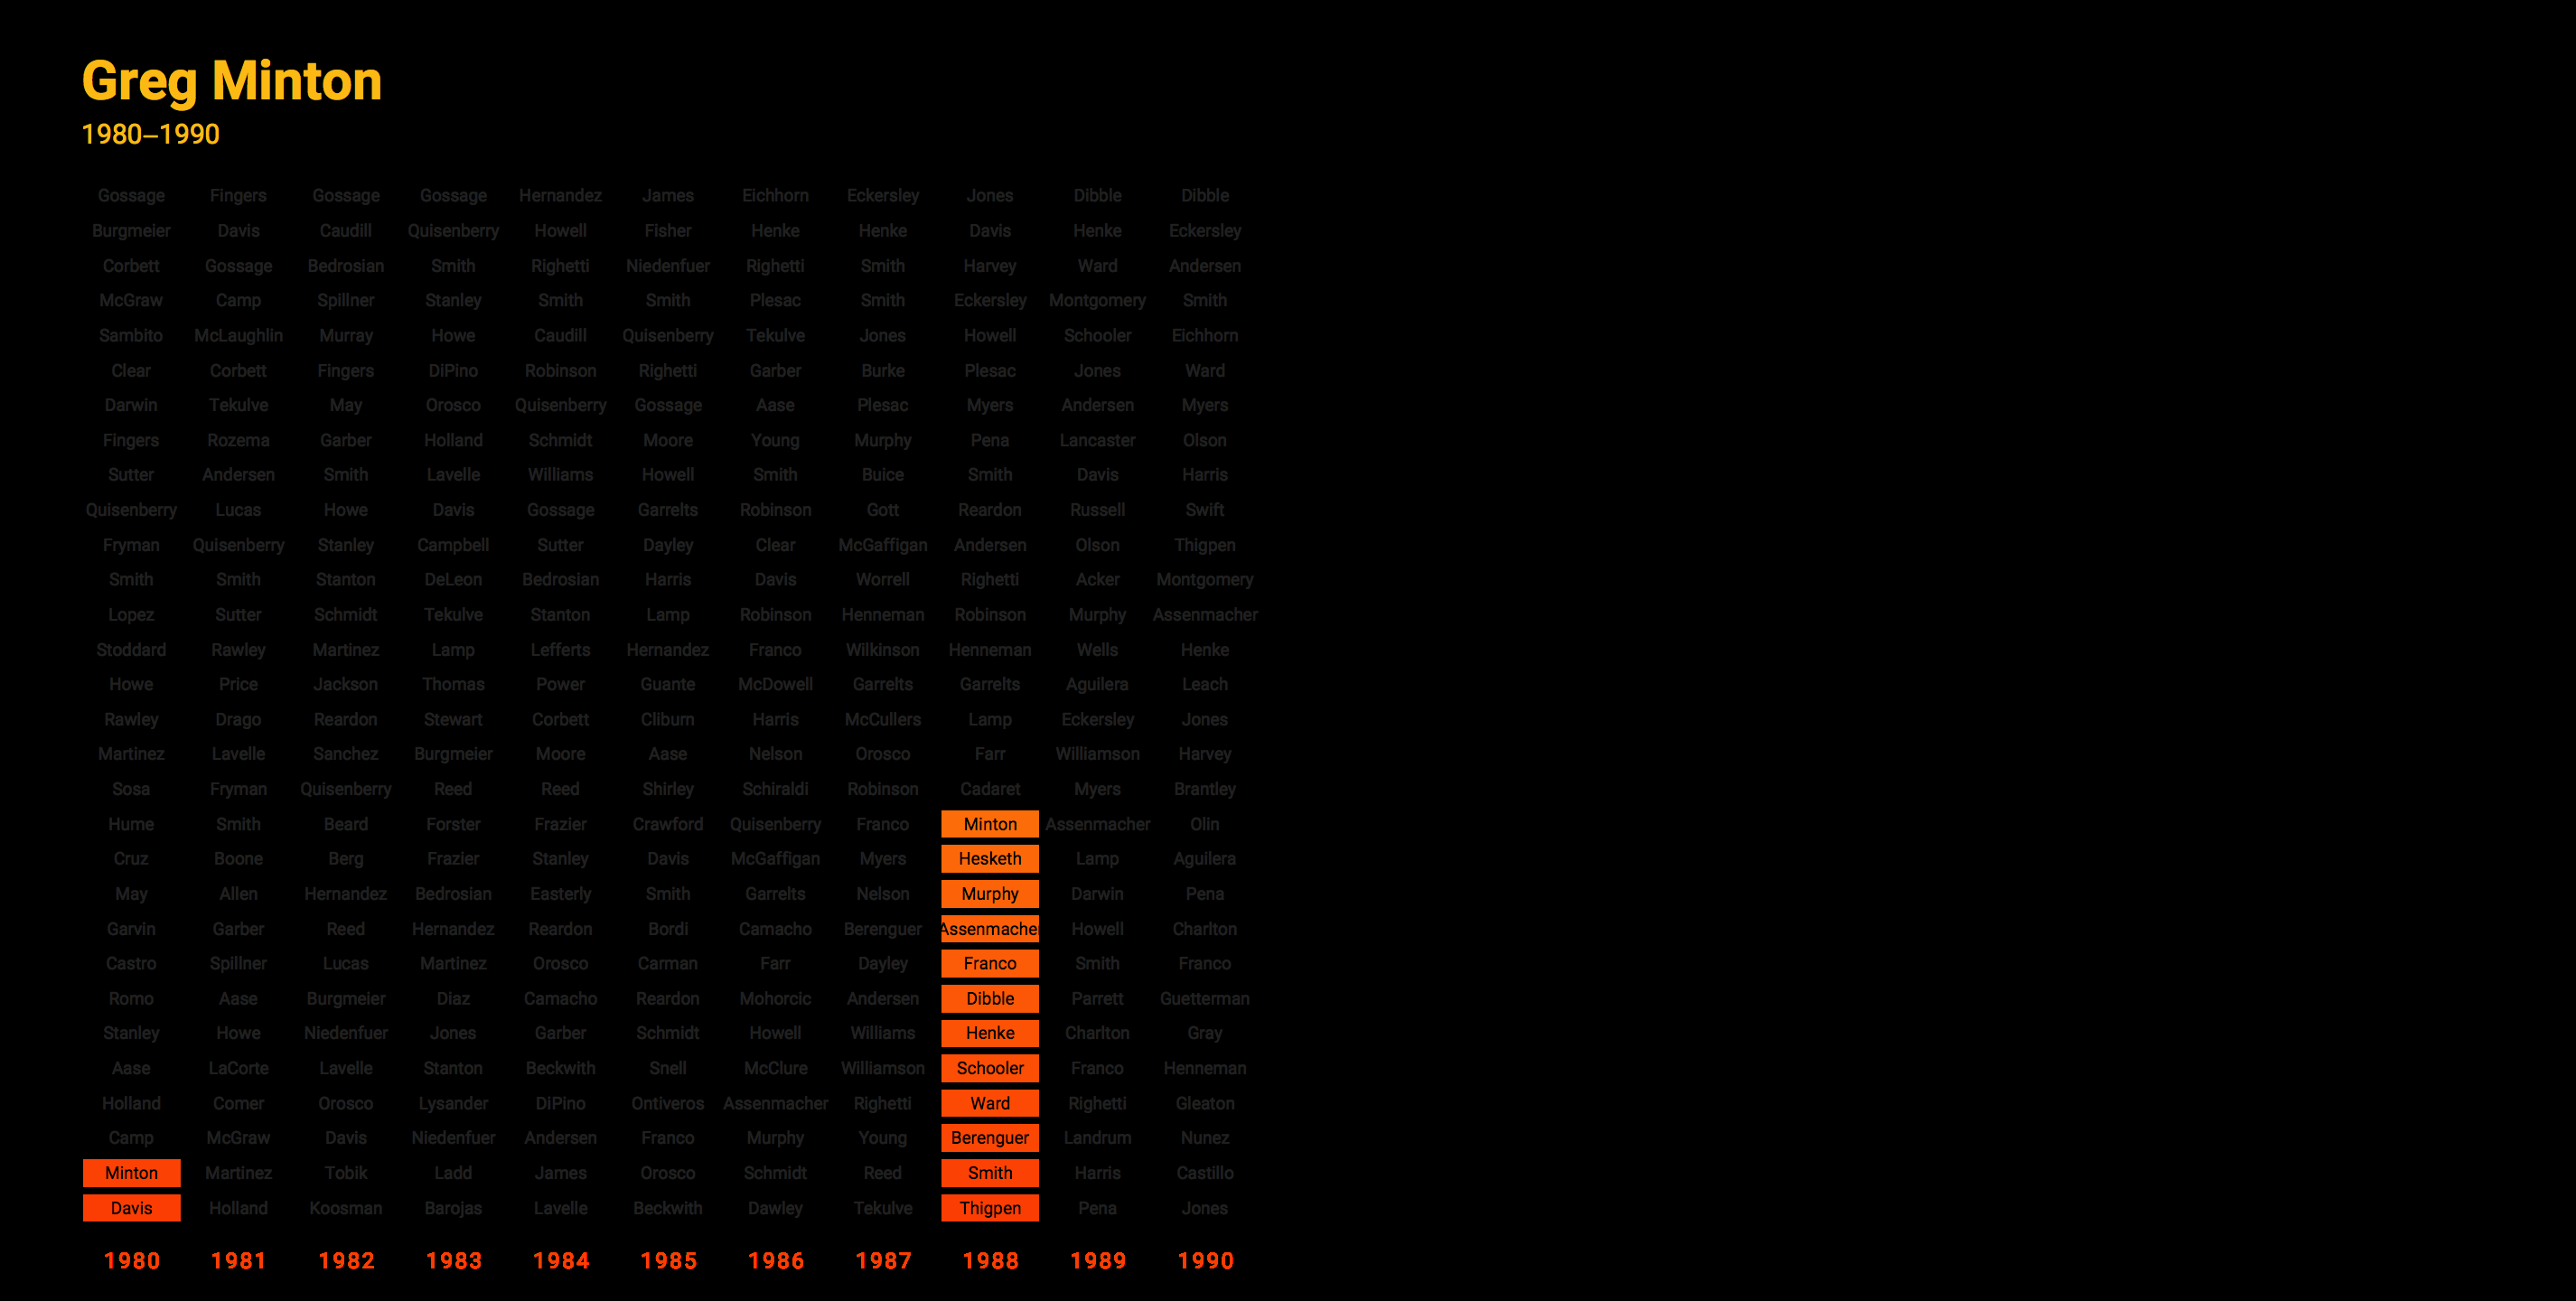 Greg Minton
1980–1990
Gossage Fingers Gossage Gossage Hernandez James Eichhorn Eckersley Jones Dibble Dibble
Burgmeier Davis Caudill Quisenberry Howell Fisher Henke Henke Davis Henke Eckersley
Corbett Gossage Bedrosian Smith Righetti Niedenfuer Righetti Smith Harvey Ward Andersen
McGraw Camp Spillner Stanley Smith Smith Plesac Smith Eckersley Montgomery Smith
Sambito McLaughlin Murray Howe Caudill Quisenberry Tekulve Jones Howell Schooler Eichhorn
Clear Corbett Fingers DiPino Robinson Righetti Garber Burke Plesac Jones Ward
Darwin Tekulve May Orosco Quisenberry Gossage Aase Plesac Myers Andersen Myers
Fingers Rozema Garber Holland Schmidt Moore Young Murphy Pena Lancaster Olson
Sutter Andersen Smith Lavelle Williams Howell Smith Buice Smith Davis Harris
Quisenberry Lucas Howe Davis Gossage Garrelts Robinson Gott Reardon Russell Swift
Fryman Quisenberry Stanley Campbell Sutter Dayley Clear McGaffigan Andersen Olson Thigpen
Smith Smith Stanton DeLeon Bedrosian Harris Davis Worrell Righetti Acker Montgomery
Lopez Sutter Schmidt Tekulve Stanton Lamp Robinson Henneman Robinson Murphy Assenmacher
Stoddard Rawley Martinez Lamp Lefferts Hernandez Franco Wilkinson Henneman Wells Henke
Howe Price Jackson Thomas Power Guante McDowell Garrelts Garrelts Aguilera Leach
Rawley Drago Reardon Stewart Corbett Cliburn Harris McCullers Lamp Eckersley Jones
Martinez Lavelle Sanchez Burgmeier Moore Aase Nelson Orosco Farr Williamson Harvey
Sosa Fryman Quisenberry Reed Reed Shirley Schiraldi Robinson Cadaret Myers Brantley
Hume Smith Beard Forster Frazier Crawford Quisenberry Franco Minton Assenmacher Olin
Cruz Boone Berg Frazier Stanley Davis McGaffigan Myers Hesketh Lamp Aguilera
May Allen Hernandez Bedrosian Easterly Smith Garrelts Nelson Murphy Darwin Pena
Garvin Garber Reed Hernandez Reardon Bordi Camacho Berenguer Assenmacher Howell Charlton
Castro Spillner Lucas Martinez Orosco Carman Farr Dayley Franco Smith Franco
Romo Aase Burgmeier Diaz Camacho Reardon Mohorcic Andersen Dibble Parrett Guetterman
Stanley Howe Niedenfuer Jones Garber Schmidt Howell Williams Henke Charlton Gray
Aase LaCorte Lavelle Stanton Beckwith Snell McClure Williamson Schooler Franco Henneman
Holland Comer Orosco Lysander DiPino Ontiveros Assenmacher Righetti Ward Righetti Gleaton
Camp McGraw Davis Niedenfuer Andersen Franco Murphy Young Berenguer Landrum Nunez
Minton Martinez Tobik Ladd James Orosco Schmidt Reed Smith Harris Castillo
Davis Holland Koosman Barojas Lavelle Beckwith Dawley Tekulve Thigpen Pena Jones
1980 1981 1982 1983 1984 1985 1986 1987 1988 1989 1990